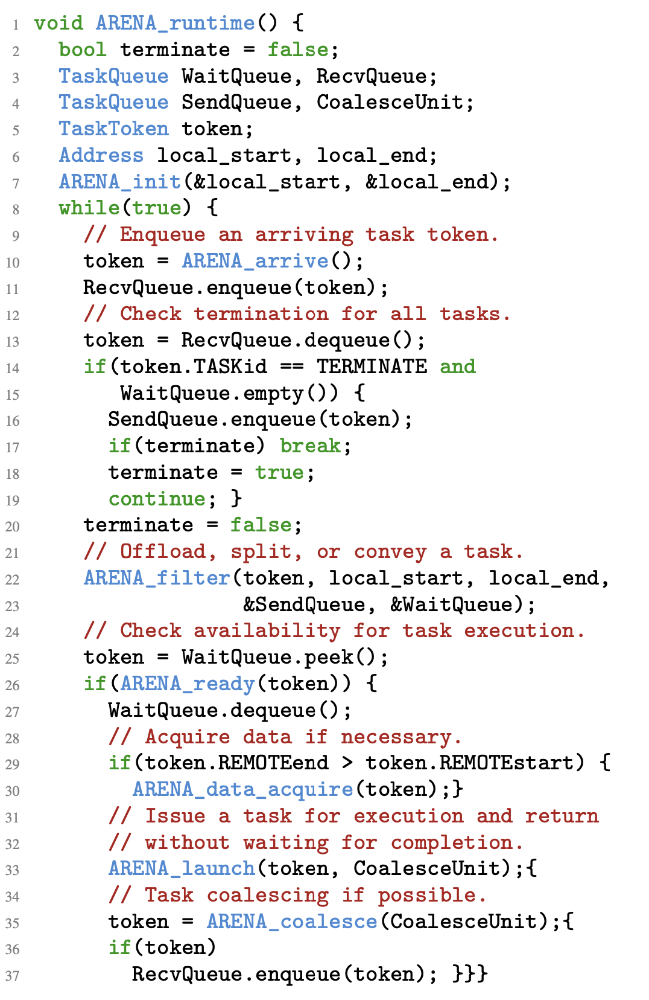 1 void ARENA_runtime() {
2 bool terminate = false;
3 TaskQueue WaitQueue, RecvQueue;
4 TaskQueue SendQueue, CoalesceUnit;
5 TaskToken token;
6 Address local_start, local_end;
7 ARENA_init(&local_start, &local_end);
8 while(true) {
9 // Enqueue an arriving task token.
10 token = ARENA_arrive();
11 RecvQueue.enqueue(token);
12 // Check termination for all tasks.
13 token = RecvQueue.dequeue();
14 if(token.TASKid == TERMINATE and
15 WaitQueue.empty()) {
16 SendQueue.enqueue(token);
17 if(terminate) break;
18 terminate = true;
19 continue; }
20 terminate = false;
21 // Offload, split, or convey a task.
22 ARENA_filter(token, local_start, local_end,
23 &SendQueue, &WaitQueue);
24 // Check availability for task execution.
25 token = WaitQueue.peek();
26 if(ARENA_ready(token)) {
27 WaitQueue.dequeue();
28 // Acquire data if necessary.
29 if(token.REMOTEend > token.REMOTEstart) {
30 ARENA_data_acquire(token);}
31 // Issue a task for execution and return
32 // without waiting for completion.
33 ARENA_launch(token, CoalesceUnit);{
34 // Task coalescing if possible.
35 token = ARENA_coalesce(CoalesceUnit);{
36 if(token)
37 RecvQueue.enqueue(token); }}}